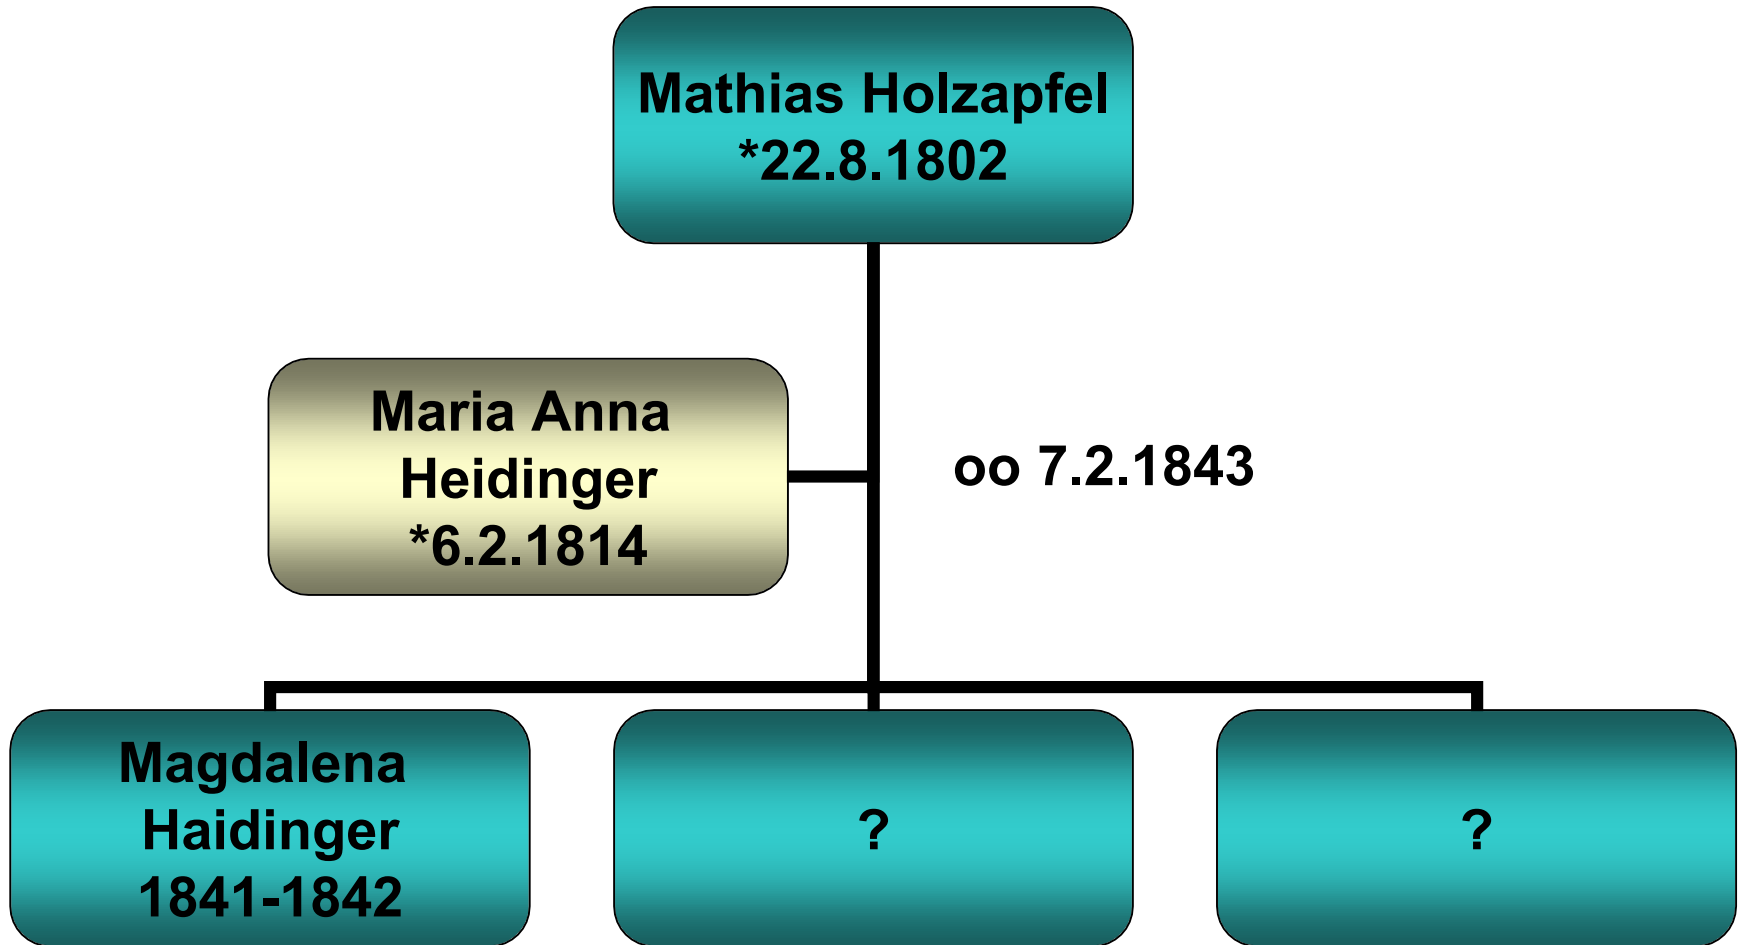 Mathias Holzapfel
*22.8.1802
Maria Anna
Heidinger
*6.2.1814
oo 7.2.1843
Magdalena
Haidinger
1841-1842
?
?